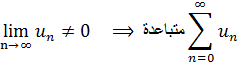 lim_{n→∞} u_n ≠ 0 ⟹ متباعدة ∑_{n=0}^{∞} u_n